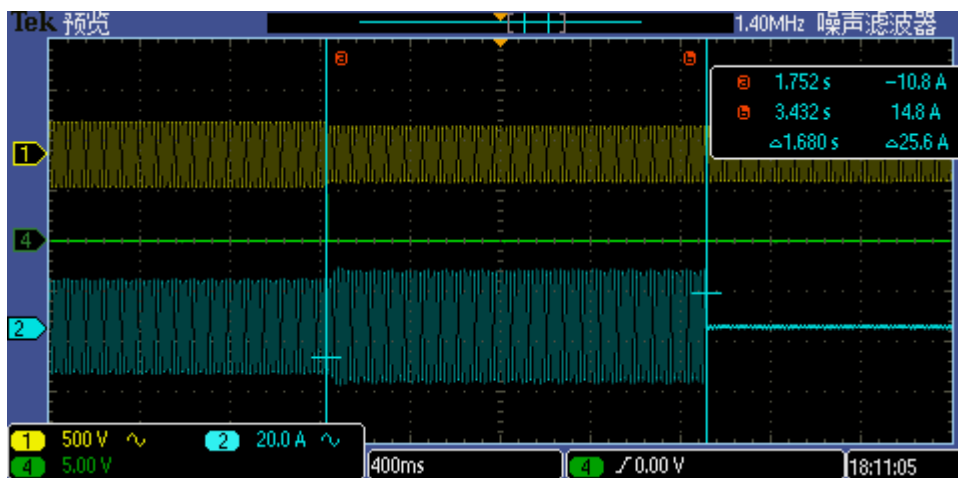 Tek 预览
1.40MHz 噪声滤波器
a
b
a 1.752 s −10.8 A
b 3.432 s 14.8 A
△1.680 s △25.6 A
1
4
2
1 500 V ∿ 2 20.0 A ∿
4 5.00 V
400ms
4 ƒ 0.00 V
18:11:05